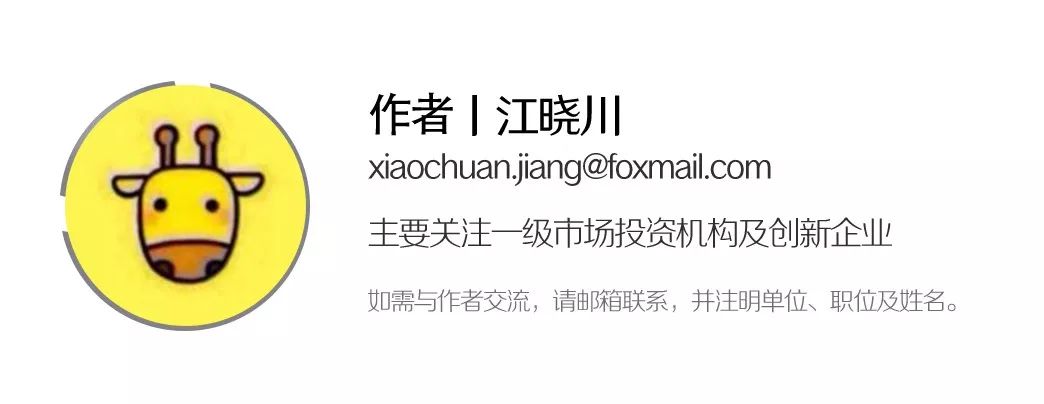 作者丨江晓川
xiaochuan.jiang@foxmail.com
主要关注一级市场投资机构及创新企业
如需与作者交流，请邮箱联系，并注明单位、职位及姓名。